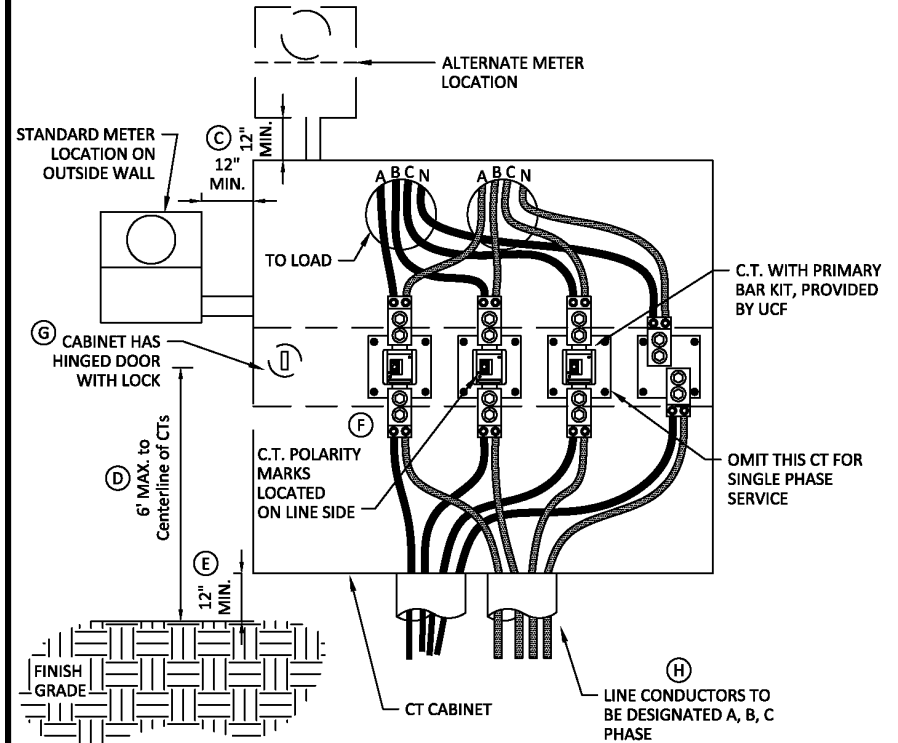 ALTERNATE METER
LOCATION
STANDARD METER
LOCATION ON
OUTSIDE WALL
C
12"
MIN.
12"
MIN.
A B C N
A B C N
TO LOAD
C.T. WITH PRIMARY
BAR KIT, PROVIDED
BY UCF
G
CABINET HAS
HINGED DOOR
WITH LOCK
F
D
6' MAX. to
Centerline of CTs
C.T. POLARITY
MARKS
LOCATED
ON LINE SIDE
OMIT THIS CT FOR
SINGLE PHASE
SERVICE
E
12"
MIN.
FINISH
GRADE
CT CABINET
H
LINE CONDUCTORS TO
BE DESIGNATED A, B, C
PHASE